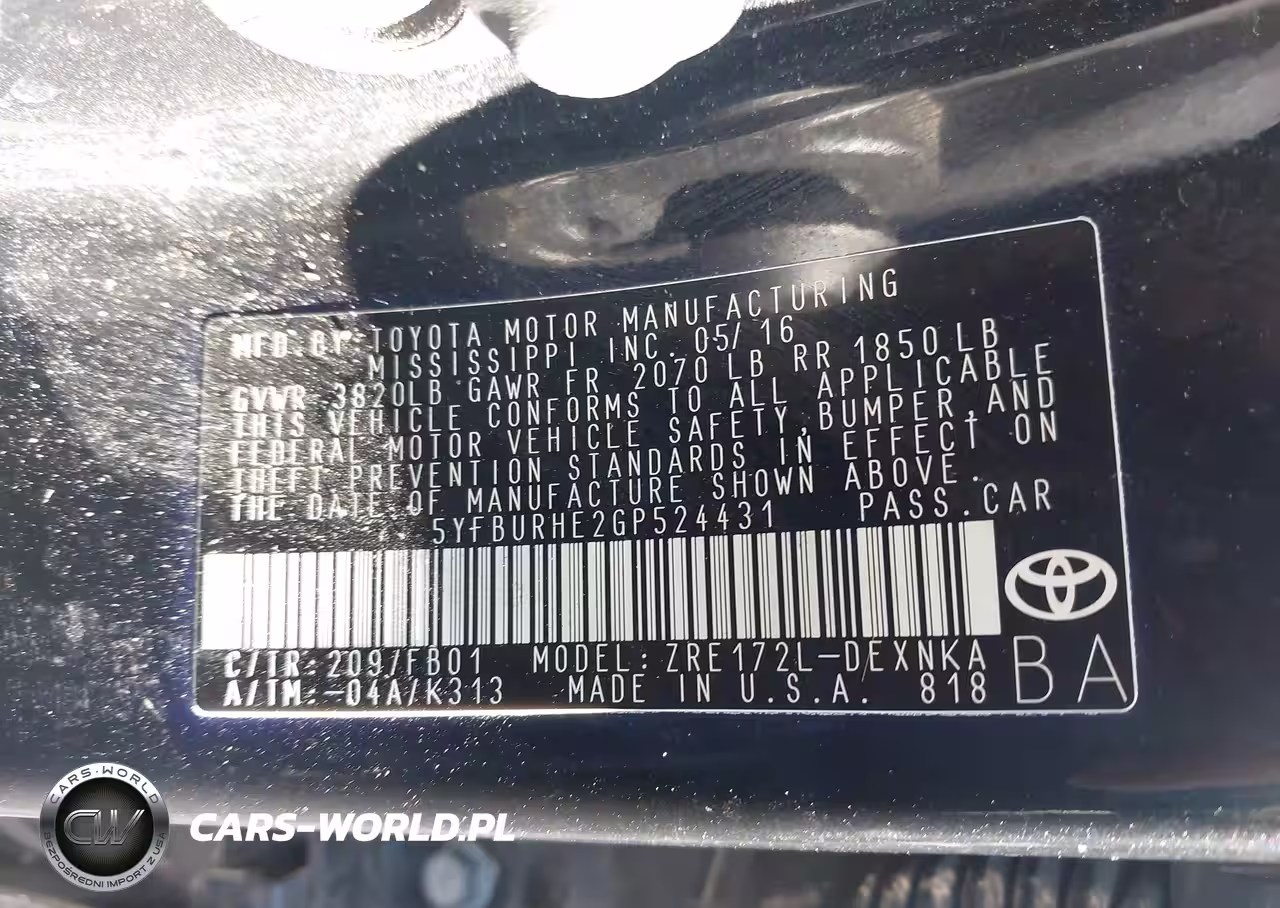 MFD.BY:TOYOTA MOTOR MANUFACTURING
MISSISSIPPI INC. 05/16
GVWR 3820LB GAWR FR 2070 LB RR 1850 LB
THIS VEHICLE CONFORMS TO ALL APPLICABLE
FEDERAL MOTOR VEHICLE SAFETY,BUMPER,AND
THEFT PREVENTION STANDARDS IN EFFECT ON
THE DATE OF MANUFACTURE SHOWN ABOVE.
5YFBURHE2GP524431 PASS.CAR
C/TR:209/FB01 MODEL:ZRE172L-DEXNKA
A/TM:-04A/K313 MADE IN U.S.A. 818
BA
CARS·WORLD
CW
BEZPOŚREDNI IMPORT Z USA
CARS-WORLD.PL